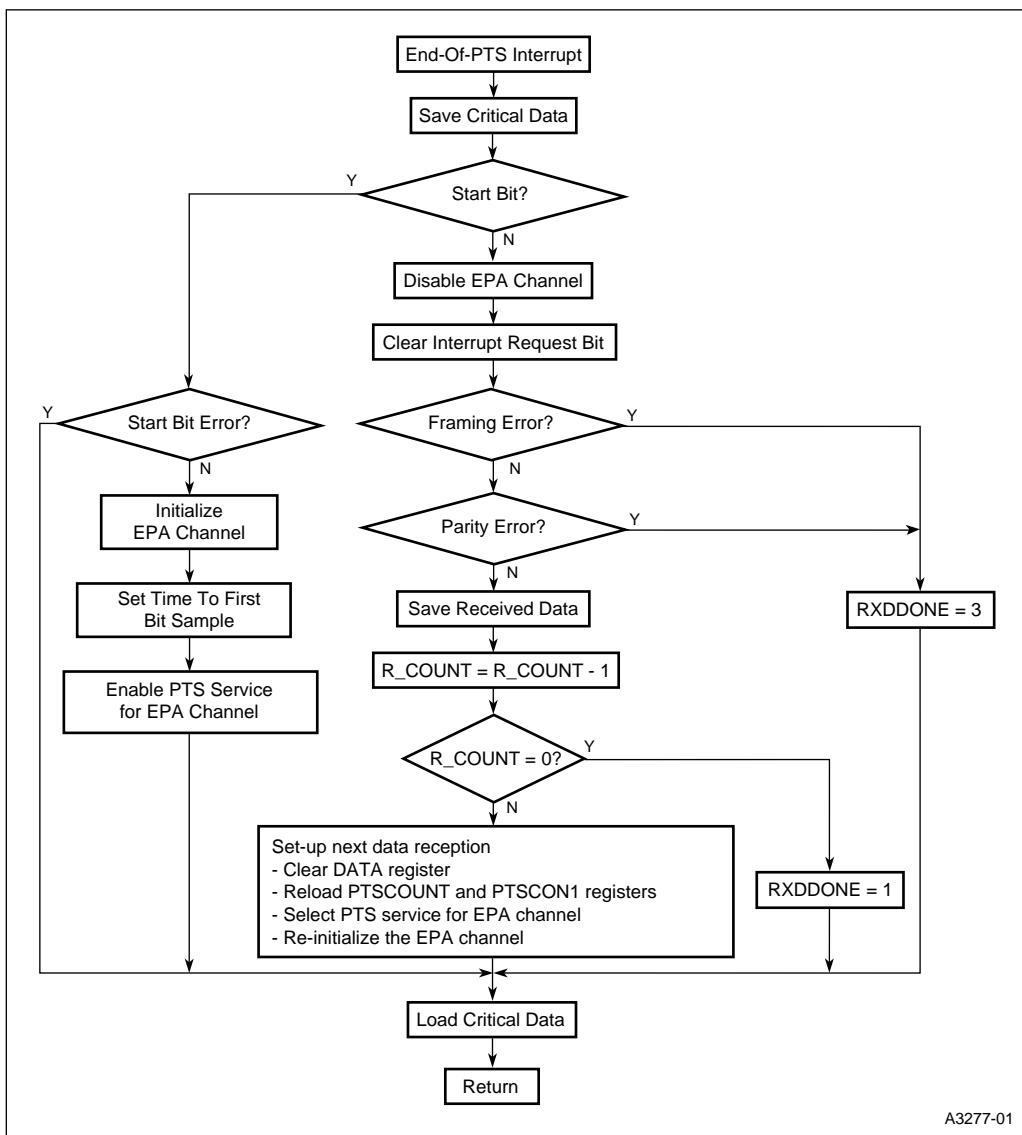 End-Of-PTS Interrupt
Save Critical Data
Y
Start Bit?
N
Disable EPA Channel
Clear Interrupt Request Bit
Y
Start Bit Error?
N
Framing Error?
Y
N
Initialize
EPA Channel
Parity Error?
Y
N
Set Time To First
Bit Sample
Save Received Data
RXDDONE = 3
R_COUNT = R_COUNT - 1
Enable PTS Service
for EPA Channel
R_COUNT = 0?
Y
N
Set-up next data reception
- Clear DATA register
- Reload PTSCOUNT and PTSCON1 registers
- Select PTS service for EPA channel
- Re-initialize the EPA channel
RXDDONE = 1
Load Critical Data
Return
A3277-01